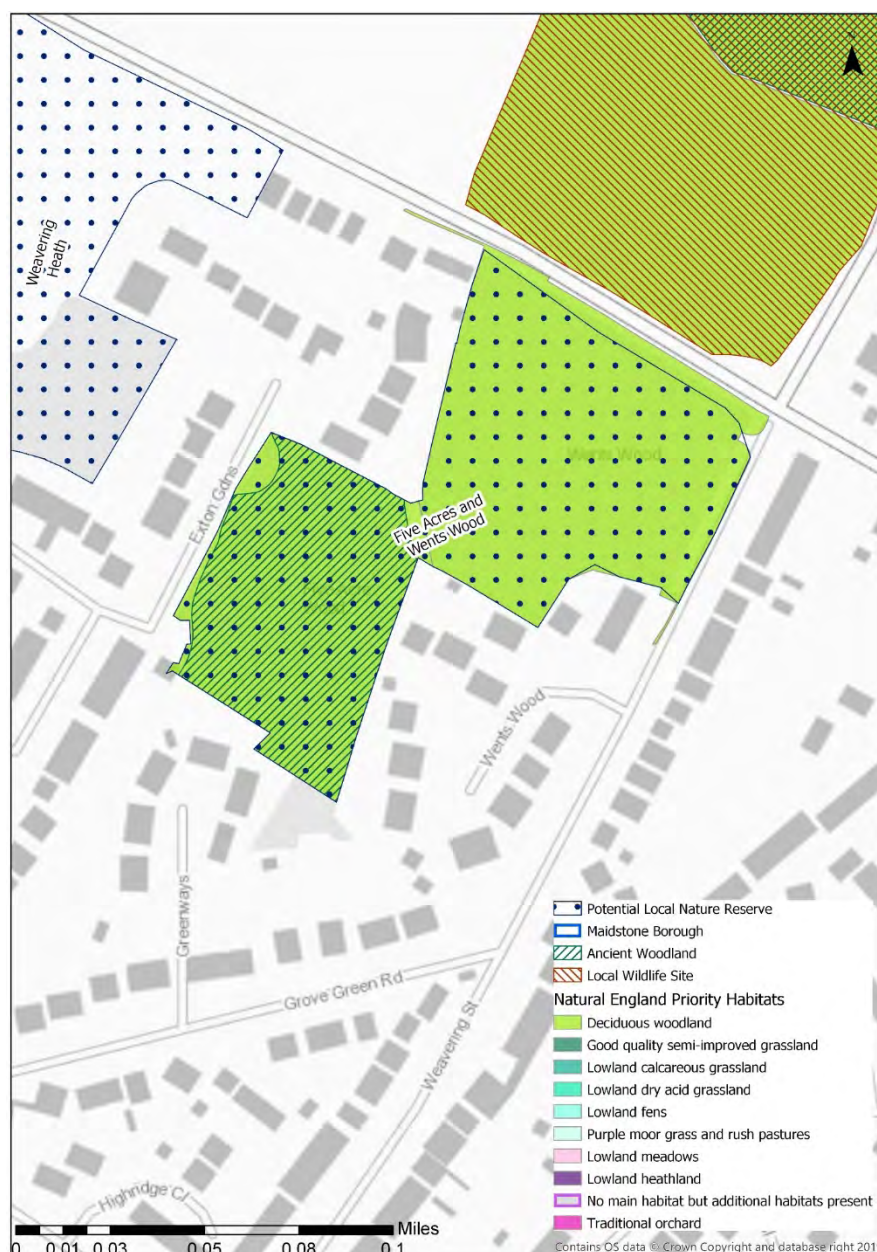 N
Weavering
Heath
Wents Wood
Exton Gdns
Five Acres and
Wents Wood
Wents Wood
Greenways
Grove Green Rd
Weavering St
Highridge Cl
Potential Local Nature Reserve
Maidstone Borough
Ancient Woodland
Local Wildlife Site
Natural England Priority Habitats
Deciduous woodland
Good quality semi-improved grassland
Lowland calcareous grassland
Lowland dry acid grassland
Lowland fens
Purple moor grass and rush pastures
Lowland meadows
Lowland heathland
No main habitat but additional habitats present
Traditional orchard
Miles
0 0.01 0.03 0.05 0.08 0.1
Contains OS data © Crown Copyright and database right 201